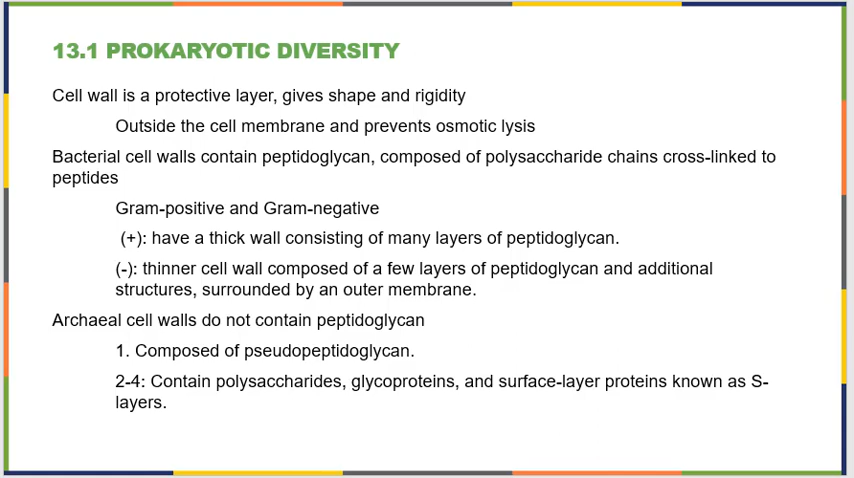 13.1 PROKARYOTIC DIVERSITY
Cell wall is a protective layer, gives shape and rigidity
Outside the cell membrane and prevents osmotic lysis
Bacterial cell walls contain peptidoglycan, composed of polysaccharide chains cross-linked to
peptides
Gram-positive and Gram-negative
(+): have a thick wall consisting of many layers of peptidoglycan.
(-): thinner cell wall composed of a few layers of peptidoglycan and additional
structures, surrounded by an outer membrane.
Archaeal cell walls do not contain peptidoglycan
1. Composed of pseudopeptidoglycan.
2-4: Contain polysaccharides, glycoproteins, and surface-layer proteins known as S-
layers.